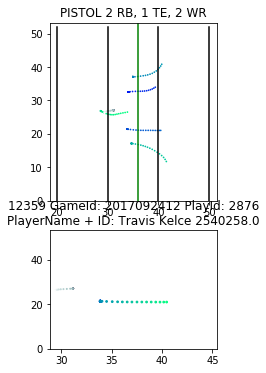 PISTOL 2 RB, 1 TE, 2 WR
50
40
30
20
10
0
20 30 40 50
12359 GameId: 2017092412 PlayId: 2876
PlayerName + ID: Travis Kelce 2540258.0
40
20
0
30 35 40 45